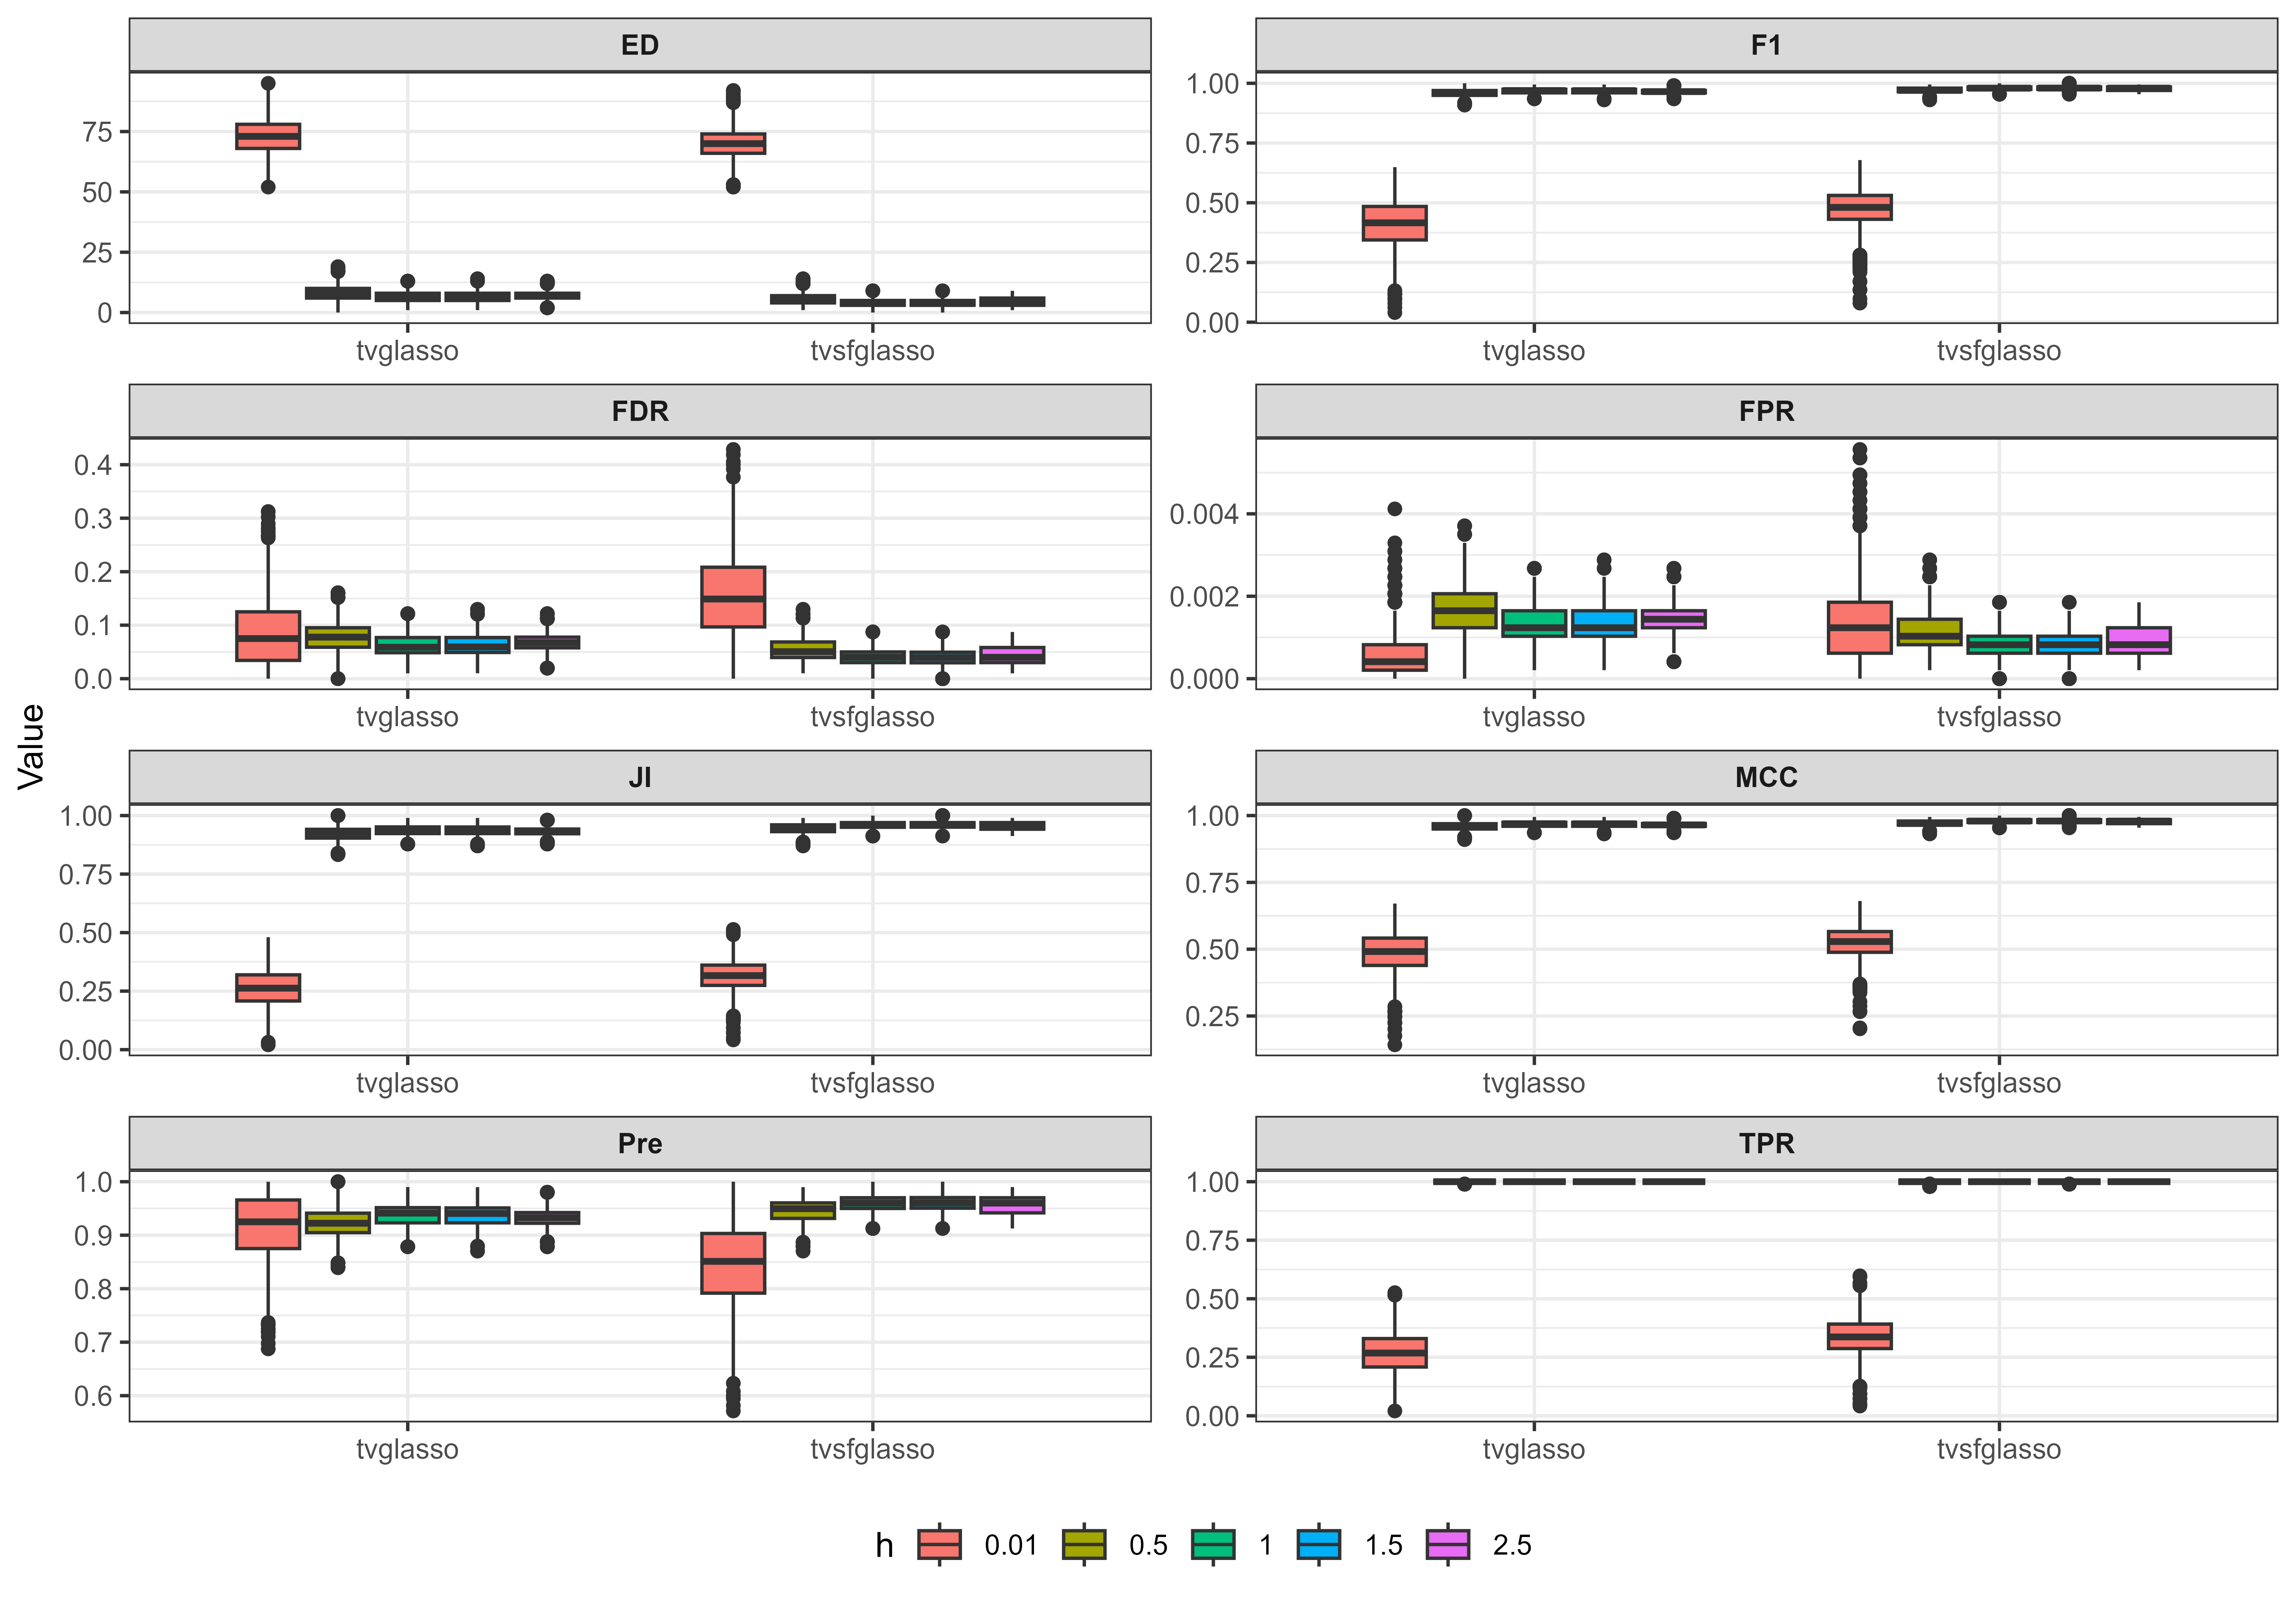 ED
75
50
25
0
tvglasso
tvsfglasso
F1
1.00
0.75
0.50
0.25
0.00
tvglasso
tvsfglasso
FDR
0.4
0.3
0.2
0.1
0.0
tvglasso
tvsfglasso
FPR
0.004
0.002
0.000
tvglasso
tvsfglasso
Value
JI
1.00
0.75
0.50
0.25
0.00
tvglasso
tvsfglasso
MCC
1.00
0.75
0.50
0.25
tvglasso
tvsfglasso
Pre
1.0
0.9
0.8
0.7
0.6
tvglasso
tvsfglasso
TPR
1.00
0.75
0.50
0.25
0.00
tvglasso
tvsfglasso
h 0.01 0.5 1 1.5 2.5